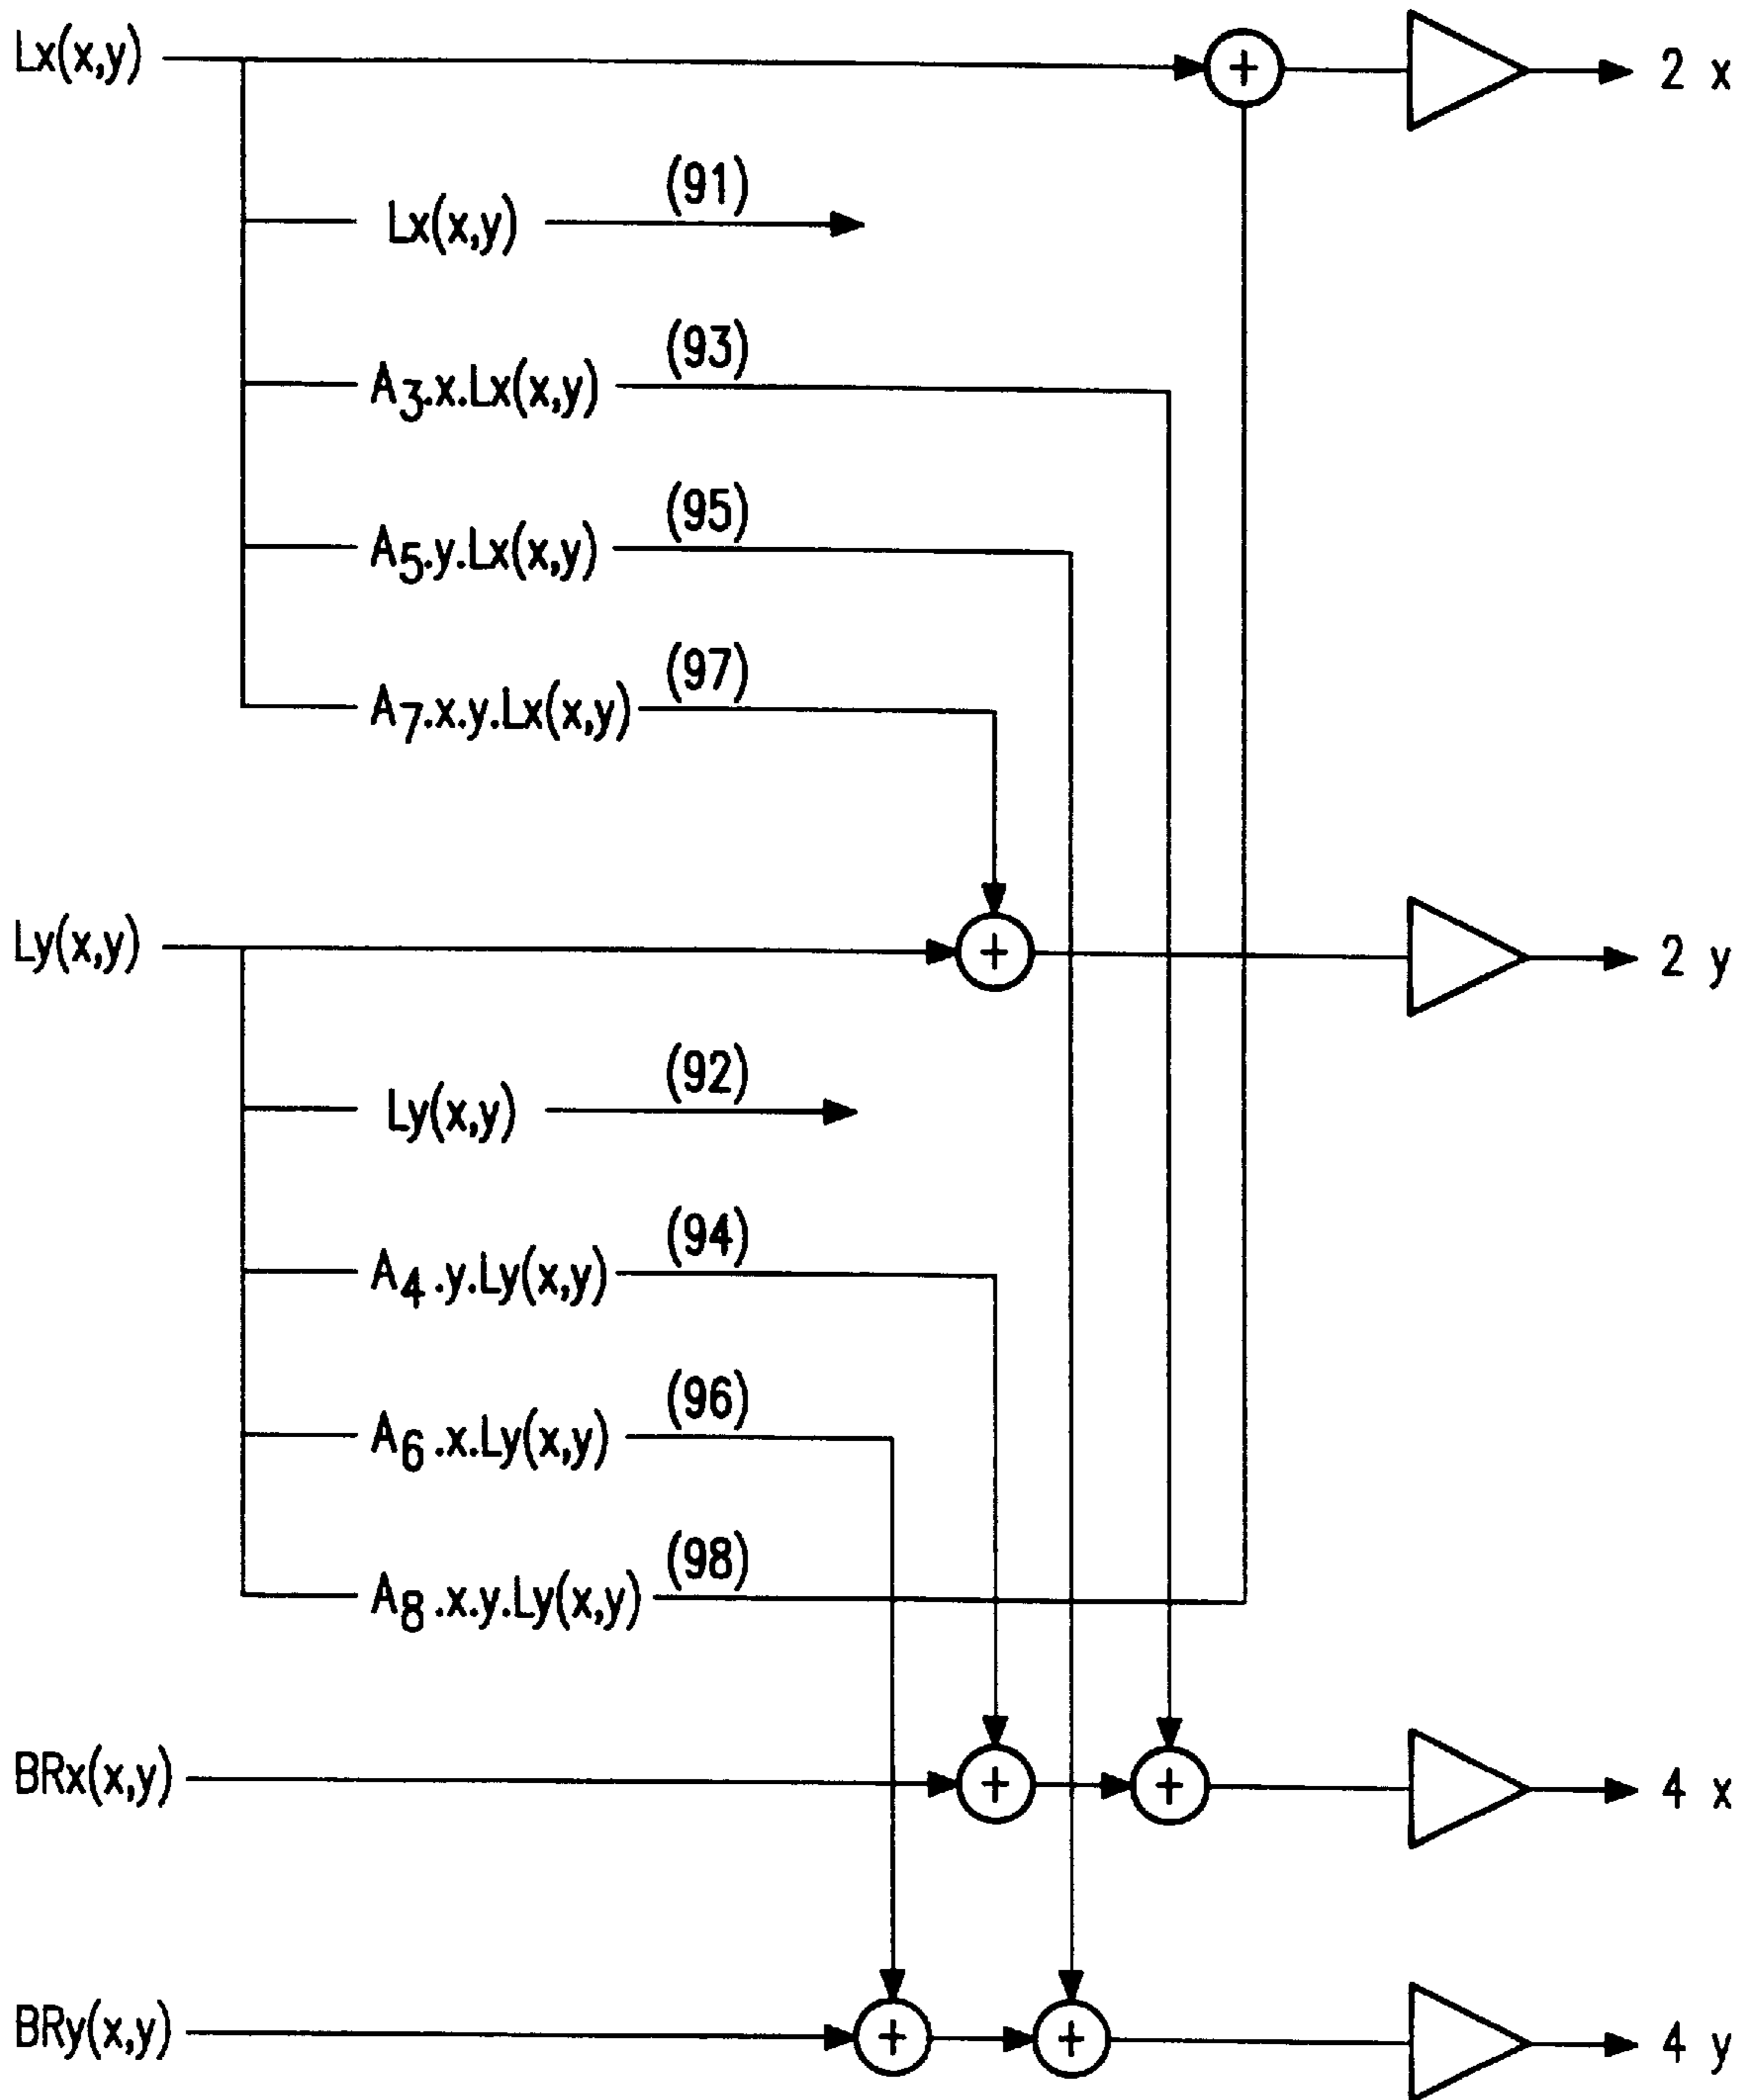 Lx(x,y) + 2 x
(91)
Lx(x,y)
(93)
A3.x.Lx(x,y)
(95)
A5.y.Lx(x,y)
(97)
A7.x.y.Lx(x,y)
Ly(x,y) + 2 y
(92)
Ly(x,y)
(94)
A4.y.Ly(x,y)
(96)
A6.x.Ly(x,y)
(98)
A8.x.y.Ly(x,y)
BRx(x,y) + + 4 x
BRy(x,y) + + 4 y